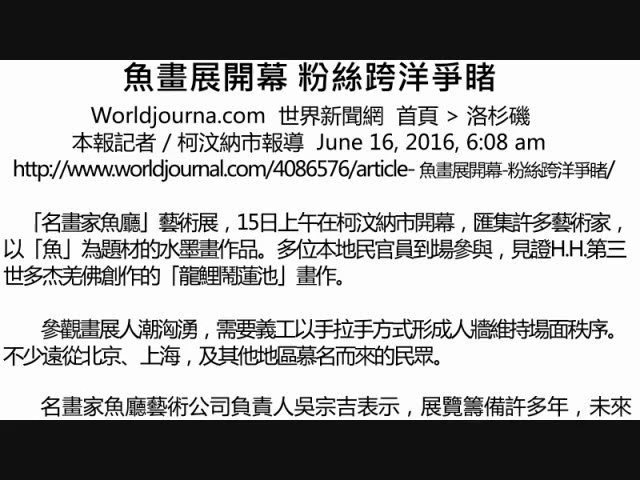 魚畫展開幕 粉絲跨洋爭睹
Worldjourna.com 世界新聞網 首頁 > 洛杉磯
本報記者 / 柯汶納市報導 June 16, 2016, 6:08 am
http://www.worldjournal.com/4086576/article- 魚畫展開幕-粉絲跨洋爭睹/
「名畫家魚廳」藝術展，15日上午在柯汶納市開幕，匯集許多藝術家，
以「魚」為題材的水墨畫作品。多位本地民官員到場參與，見證H.H.第三
世多杰羌佛創作的「龍鯉鬧蓮池」畫作。
參觀畫展人潮洶湧，需要義工以手拉手方式形成人牆維持場面秩序。
不少遠從北京、上海，及其他地區慕名而來的民眾。
名畫家魚廳藝術公司負責人吳宗吉表示，展覽籌備許多年，未來